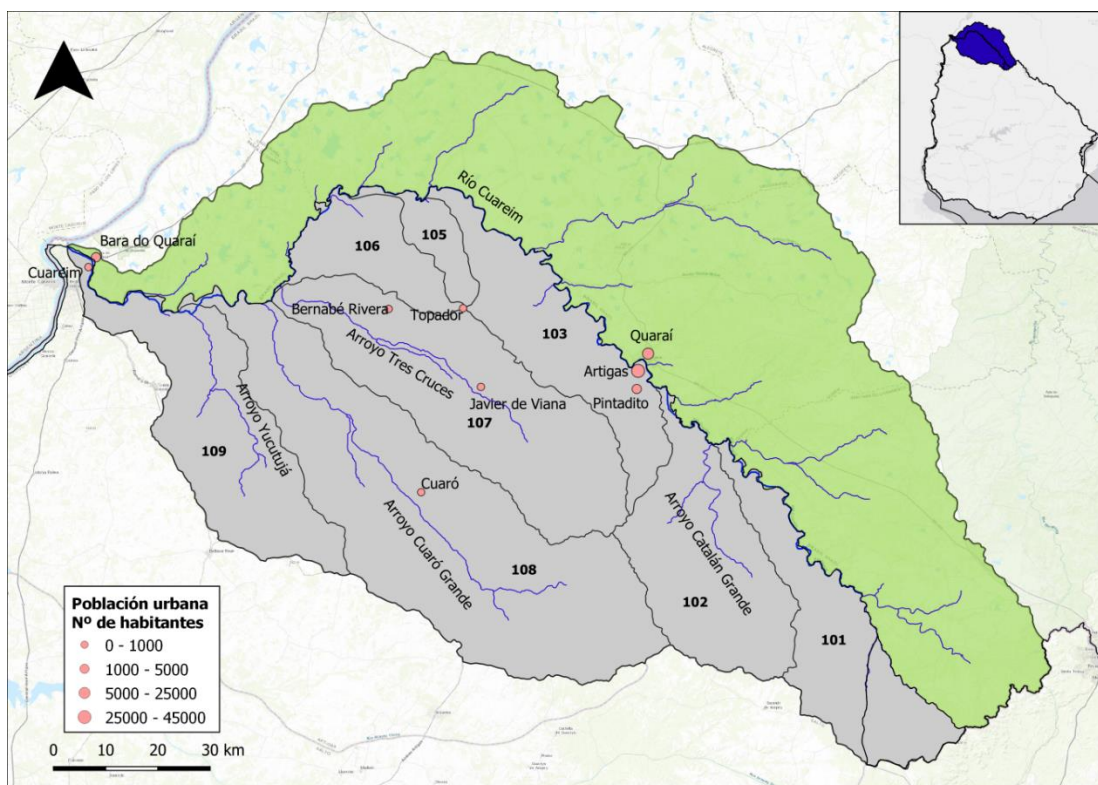 Río Cuareim
105
106
Bara do Quaraí
Cuareim
Bernabé Rivera
Topador
103
Quaraí
Arroyo Tres Cruces
Artigas
Javier de Viana
Pintadito
107
Arroyo Yucutujá
109
Cuaró
Arroyo Cuaró Grande
Arroyo Catalán Grande
108
102
101
Población urbana
Nº de habitantes
0 - 1000
1000 - 5000
5000 - 25000
25000 - 45000
0 10 20 30 km